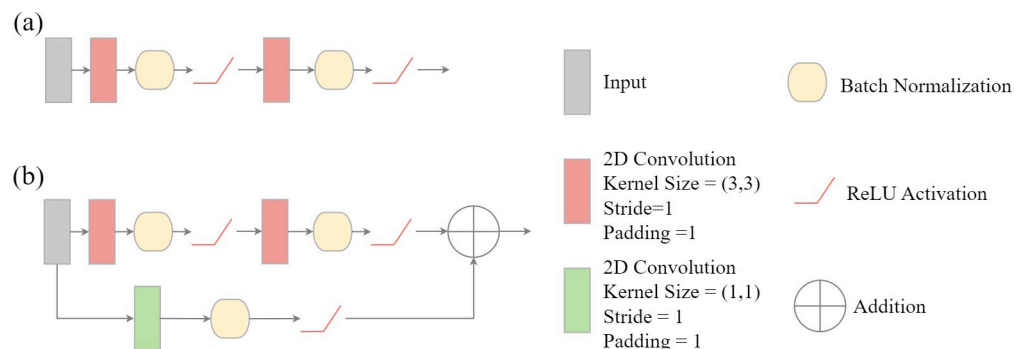 (a)
(b)
Input
Batch Normalization
2D Convolution
Kernel Size = (3,3)
Stride=1
Padding =1
ReLU Activation
2D Convolution
Kernel Size = (1,1)
Stride = 1
Padding = 1
Addition